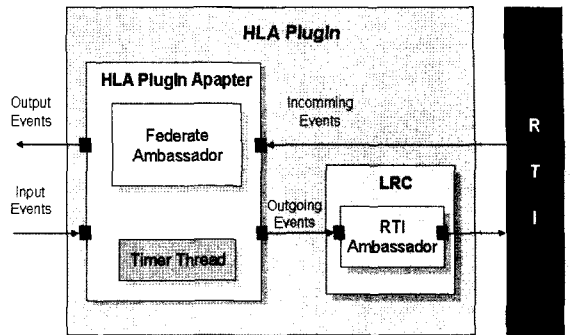 HLA Plugin
HLA Plugin Apapter
Output
Events
Federate
Ambassador
Incomming
Events
R
T
I
Input
Events
Outgoing
Events
LRC
RTI
Ambassador
Timer Thread